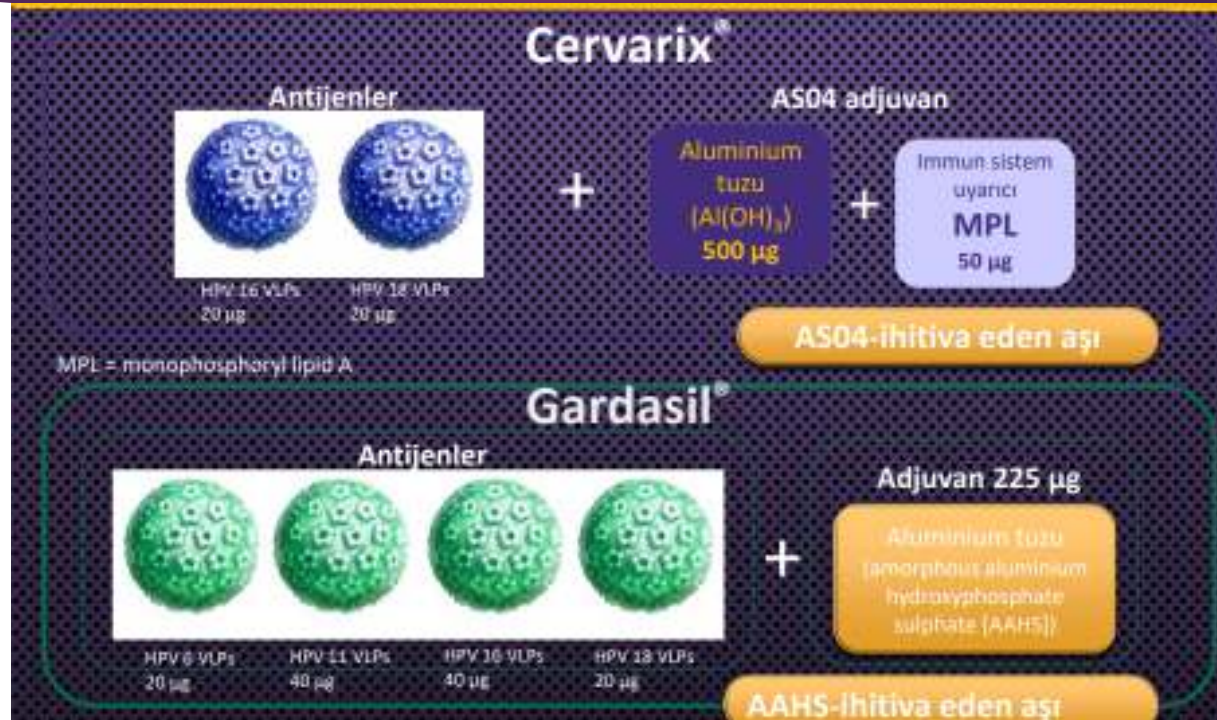 Cervarix®
Antijenler
AS04 adjuvan
HPV 16 VLPs
20 µg
HPV 18 VLPs
20 µg
+
Aluminium
tuzu
(Al(OH)₃)
500 µg
+
Immun sistem
uyarıcı
MPL
50 µg
AS04-ihitiva eden aşı
MPL = monophosphoryl lipid A
Gardasil®
Antijenler
HPV 6 VLPs
20 µg
HPV 11 VLPs
40 µg
HPV 16 VLPs
40 µg
HPV 18 VLPs
20 µg
+
Adjuvan 225 µg
Aluminium tuzu
(amorphous aluminium
hydroxyphosphate
sulphate (AAHS))
AAHS-ihitiva eden aşı